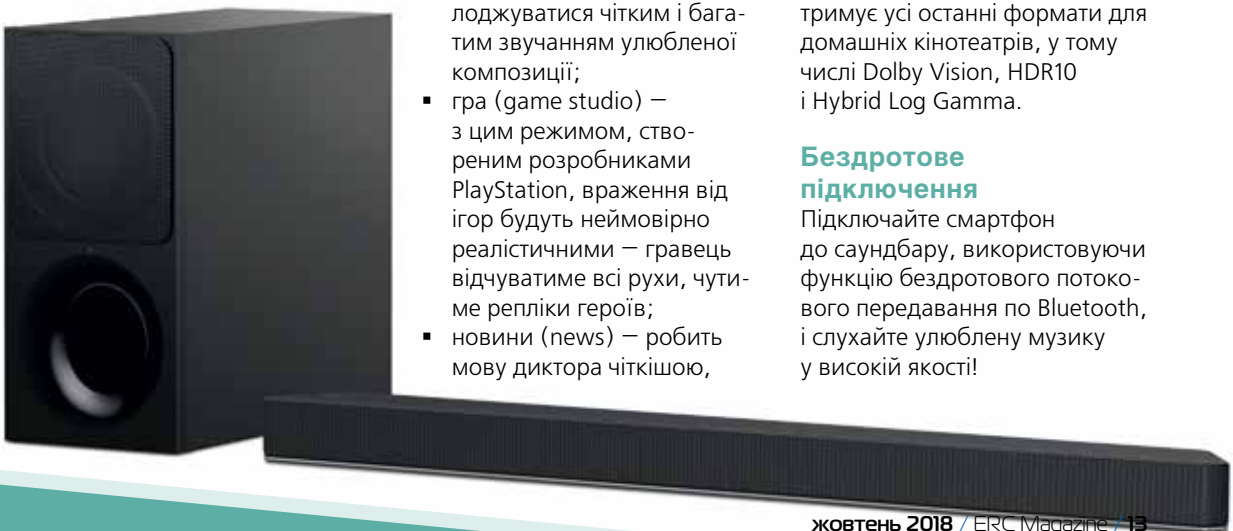 лоджуватися чітким і бага-
тим звучанням улюбленої
композиції;
▪ гра (game studio) —
з цим режимом, ство-
реним розробниками
PlayStation, враження від
ігор будуть неймовірно
реалістичними — гравець
відчуватиме всі рухи, чути-
ме репліки героїв;
▪ новини (news) — робить
мову диктора чіткішою,
тримує усі останні формати для
домашніх кінотеатрів, у тому
числі Dolby Vision, HDR10
і Hybrid Log Gamma.
Бездротове
підключення
Підключайте смартфон
до саундбару, використовуючи
функцію бездротового потоко-
вого передавання по Bluetooth,
і слухайте улюблену музику
у високій якості!
жовтень 2018 / ERC Magazine / 13